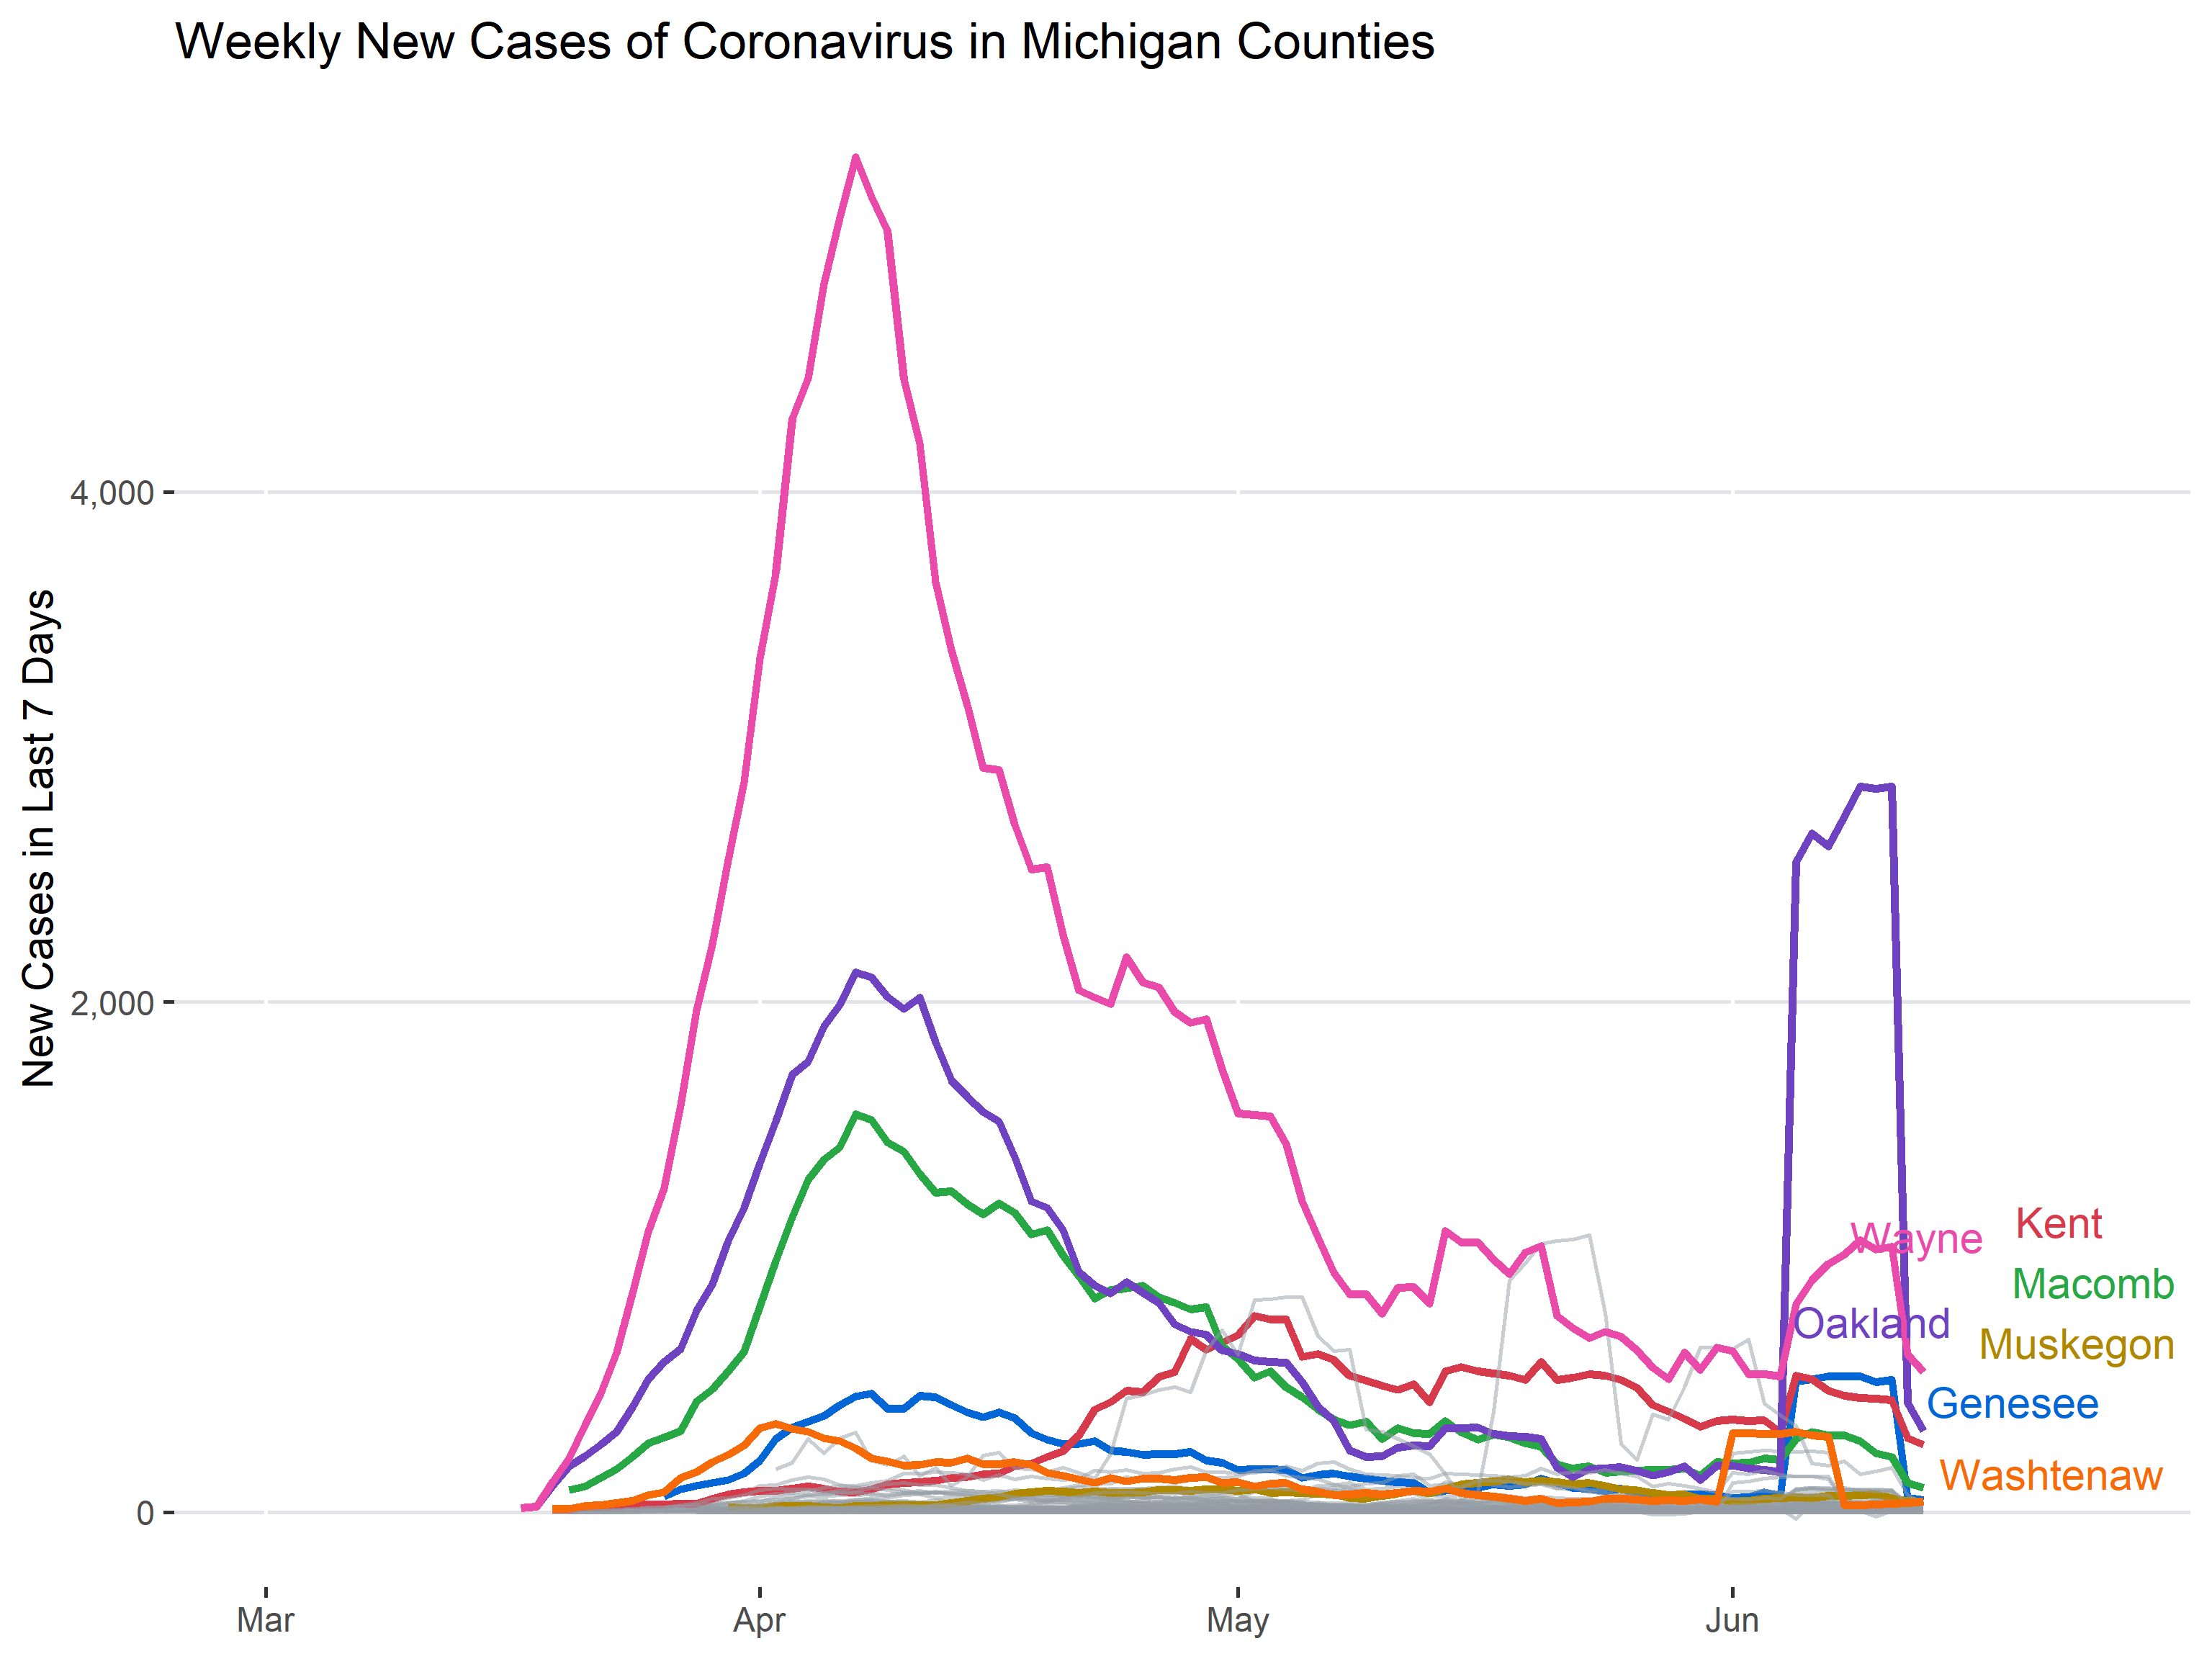 Weekly New Cases of Coronavirus in Michigan Counties
New Cases in Last 7 Days
4,000
2,000
0
Mar
Apr
May
Jun
Kent
Wayne
Macomb
Oakland
Muskegon
Genesee
Washtenaw